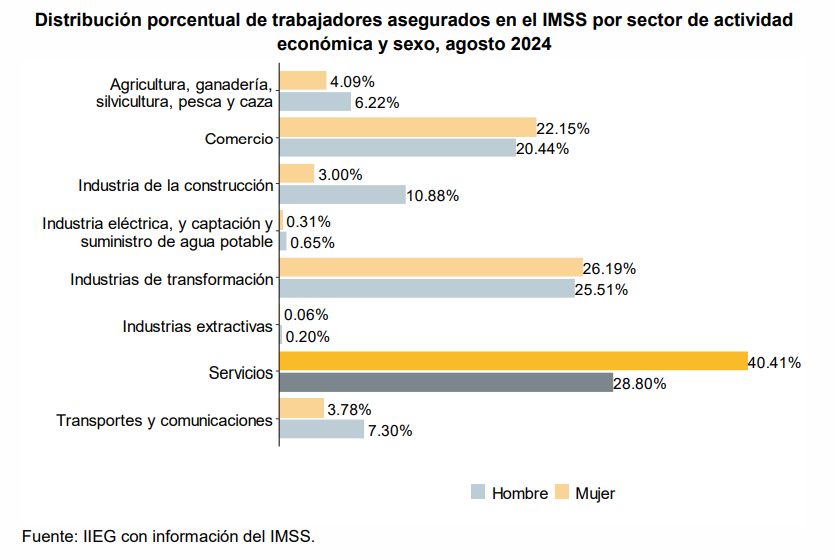 Distribución porcentual de trabajadores asegurados en el IMSS por sector de actividad
económica y sexo, agosto 2024
Agricultura, ganadería,
silvicultura, pesca y caza
4.09%
6.22%
Comercio
22.15%
20.44%
Industria de la construcción
3.00%
10.88%
Industria eléctrica, y captación y
suministro de agua potable
0.31%
0.65%
Industrias de transformación
26.19%
25.51%
Industrias extractivas
0.06%
0.20%
Servicios
40.41%
28.80%
Transportes y comunicaciones
3.78%
7.30%
Hombre Mujer
Fuente: IIEG con información del IMSS.